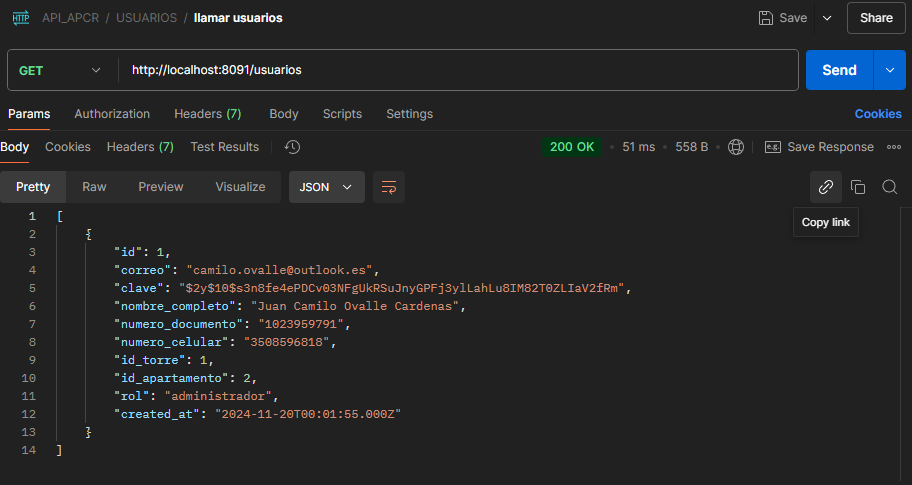 HTTP API_APCR / USUARIOS / llamar usuarios Save Share
GET http://localhost:8091/usuarios Send
Params Authorization Headers (7) Body Scripts Settings Cookies
Body Cookies Headers (7) Test Results 200 OK • 51 ms • 558 B e.g. Save Response
Pretty Raw Preview Visualize JSON
Copy link
1 [
2 {
3 "id": 1,
4 "correo": "camilo.ovalle@outlook.es",
5 "clave": "$2y$10$s3n8fe4ePDCv03NFgUkRSuJnyGPFj3ylLahLu8IM82T0ZLIaV2fRm",
6 "nombre_completo": "Juan Camilo Ovalle Cardenas",
7 "numero_documento": "1023959791",
8 "numero_celular": "3508596818",
9 "id_torre": 1,
10 "id_apartamento": 2,
11 "rol": "administrador",
12 "created_at": "2024-11-20T00:01:55.000Z"
13 }
14 ]